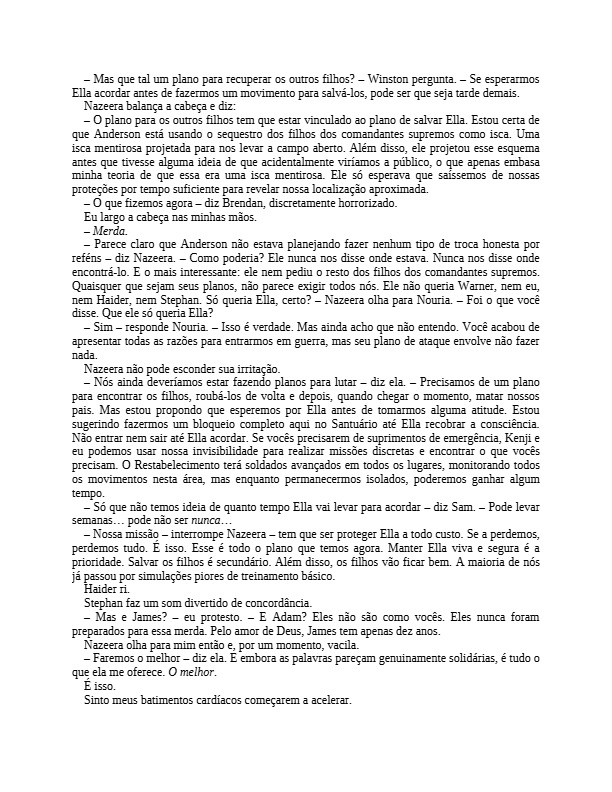 – Mas que tal um plano para recuperar os outros filhos? – Winston pergunta. – Se esperarmos
Ella acordar antes de fazermos um movimento para salvá-los, pode ser que seja tarde demais.
Nazeera balança a cabeça e diz:
– O plano para os outros filhos tem que estar vinculado ao plano de salvar Ella. Estou certa de
que Anderson está usando o sequestro dos filhos dos comandantes supremos como isca. Uma
isca mentirosa projetada para nos levar a campo aberto. Além disso, ele projetou esse esquema
antes que tivesse alguma ideia de que acidentalmente viríamos a público, o que apenas embasa
minha teoria de que essa era uma isca mentirosa. Ele só esperava que saíssemos de nossas
proteções por tempo suficiente para revelar nossa localização aproximada.
– O que fizemos agora – diz Brendan, discretamente horrorizado.
Eu largo a cabeça nas minhas mãos.
– Merda.
– Parece claro que Anderson não estava planejando fazer nenhum tipo de troca honesta por
reféns – diz Nazeera. – Como poderia? Ele nunca nos disse onde estava. Nunca nos disse onde
encontrá-lo. E o mais interessante: ele nem pediu o resto dos filhos dos comandantes supremos.
Quaisquer que sejam seus planos, não parece exigir todos nós. Ele não queria Warner, nem eu,
nem Haider, nem Stephan. Só queria Ella, certo? – Nazeera olha para Nouria. – Foi o que você
disse. Que ele só queria Ella?
– Sim – responde Nouria. – Isso é verdade. Mas ainda acho que não entendo. Você acabou de
apresentar todas as razões para entrarmos em guerra, mas seu plano de ataque envolve não fazer
nada.
Nazeera não pode esconder sua irritação.
– Nós ainda deveríamos estar fazendo planos para lutar – diz ela. – Precisamos de um plano
para encontrar os filhos, roubá-los de volta e depois, quando chegar o momento, matar nossos
pais. Mas estou propondo que esperemos por Ella antes de tomarmos alguma atitude. Estou
sugerindo fazermos um bloqueio completo aqui no Santuário até Ella recobrar a consciência.
Não entrar nem sair até Ella acordar. Se vocês precisarem de suprimentos de emergência, Kenji e
eu podemos usar nossa invisibilidade para realizar missões discretas e encontrar o que vocês
precisam. O Restabelecimento terá soldados avançados em todos os lugares, monitorando todos
os movimentos nesta área, mas enquanto permanecermos isolados, poderemos ganhar algum
tempo.
– Só que não temos ideia de quanto tempo Ella vai levar para acordar – diz Sam. – Pode levar
semanas… pode não ser nunca…
– Nossa missão – interrompe Nazeera – tem que ser proteger Ella a todo custo. Se a perdemos,
perdemos tudo. É isso. Esse é todo o plano que temos agora. Manter Ella viva e segura é a
prioridade. Salvar os filhos é secundário. Além disso, os filhos vão ficar bem. A maioria de nós
já passou por simulações piores de treinamento básico.
Haider ri.
Stephan faz um som divertido de concordância.
– Mas e James? – eu protesto. – E Adam? Eles não são como vocês. Eles nunca foram
preparados para essa merda. Pelo amor de Deus, James tem apenas dez anos.
Nazeera olha para mim então e, por um momento, vacila.
– Faremos o melhor – diz ela. E embora as palavras pareçam genuinamente solidárias, é tudo o
que ela me oferece. O melhor.
É isso.
Sinto meus batimentos cardíacos começarem a acelerar.